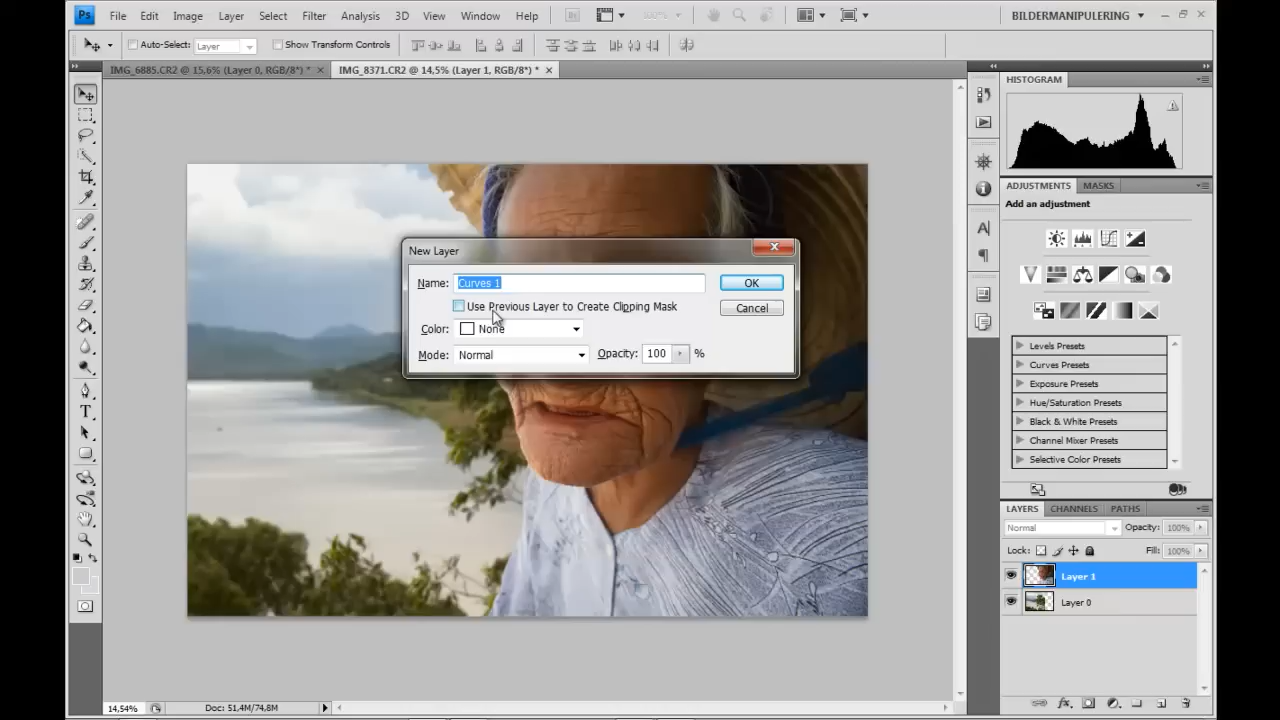 Ps File Edit Image Layer Select Filter Analysis 3D View Window Help 100% BILDERMANIPULERING
Auto-Select: Layer Show Transform Controls
IMG_6885.CR2 @ 15,6% (Layer 0, RGB/8*) * × IMG_8371.CR2 @ 14,5% (Layer 1, RGB/8*) * ×
HISTOGRAM
ADJUSTMENTS MASKS
Add an adjustment
New Layer
Name: Curves 1 OK
Use Previous Layer to Create Clipping Mask Cancel
Color: None
Mode: Normal Opacity: 100 %
Levels Presets
Curves Presets
Exposure Presets
Hue/Saturation Presets
Black & White Presets
Channel Mixer Presets
Selective Color Presets
LAYERS CHANNELS PATHS
Normal Opacity: 100%
Lock: Fill: 100%
Layer 1
Layer 0
14,54% Doc: 51,4M/74,8M